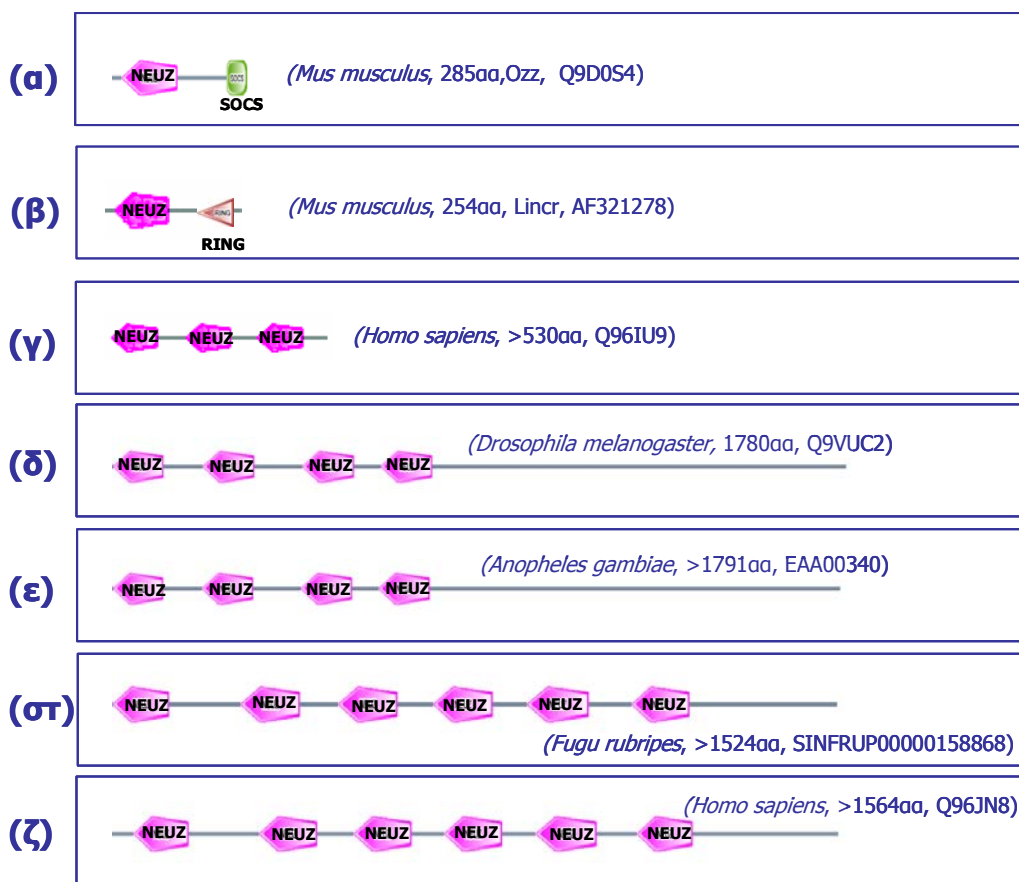 (α)
NEUZ
SOCS
(Mus musculus, 285aa,Ozz, Q9D0S4)
SOCS
(β)
NEUZ
RING
(Mus musculus, 254aa, Lincr, AF321278)
RING
(γ)
NEUZ NEUZ NEUZ
(Homo sapiens, >530aa, Q96IU9)
(δ)
(Drosophila melanogaster, 1780aa, Q9VUC2)
NEUZ NEUZ NEUZ NEUZ
(ε)
(Anopheles gambiae, >1791aa, EAA00340)
NEUZ NEUZ NEUZ NEUZ
(στ)
NEUZ NEUZ NEUZ NEUZ NEUZ NEUZ
(Fugu rubripes, >1524aa, SINFRUP00000158868)
(ζ)
(Homo sapiens, >1564aa, Q96JN8)
NEUZ NEUZ NEUZ NEUZ NEUZ NEUZ